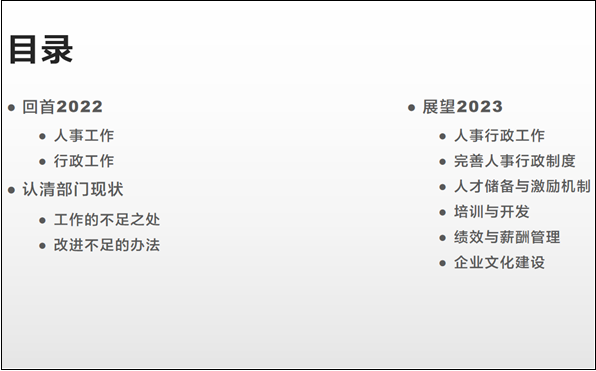 目录
回首2022
人事工作
行政工作
认清部门现状
工作的不足之处
改进不足的办法
展望2023
人事行政工作
完善人事行政制度
人才储备与激励机制
培训与开发
绩效与薪酬管理
企业文化建设